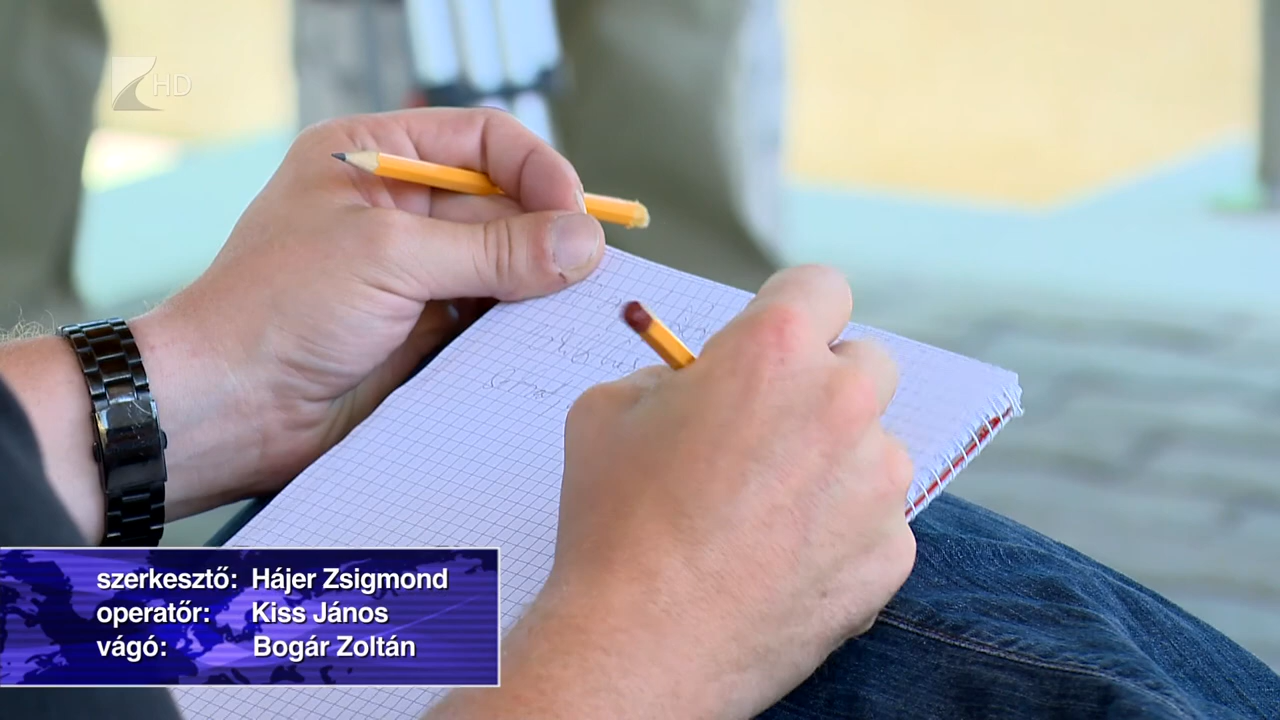 HD
szerkesztő: Hájer Zsigmond
operatőr: Kiss János
vágó: Bogár Zoltán